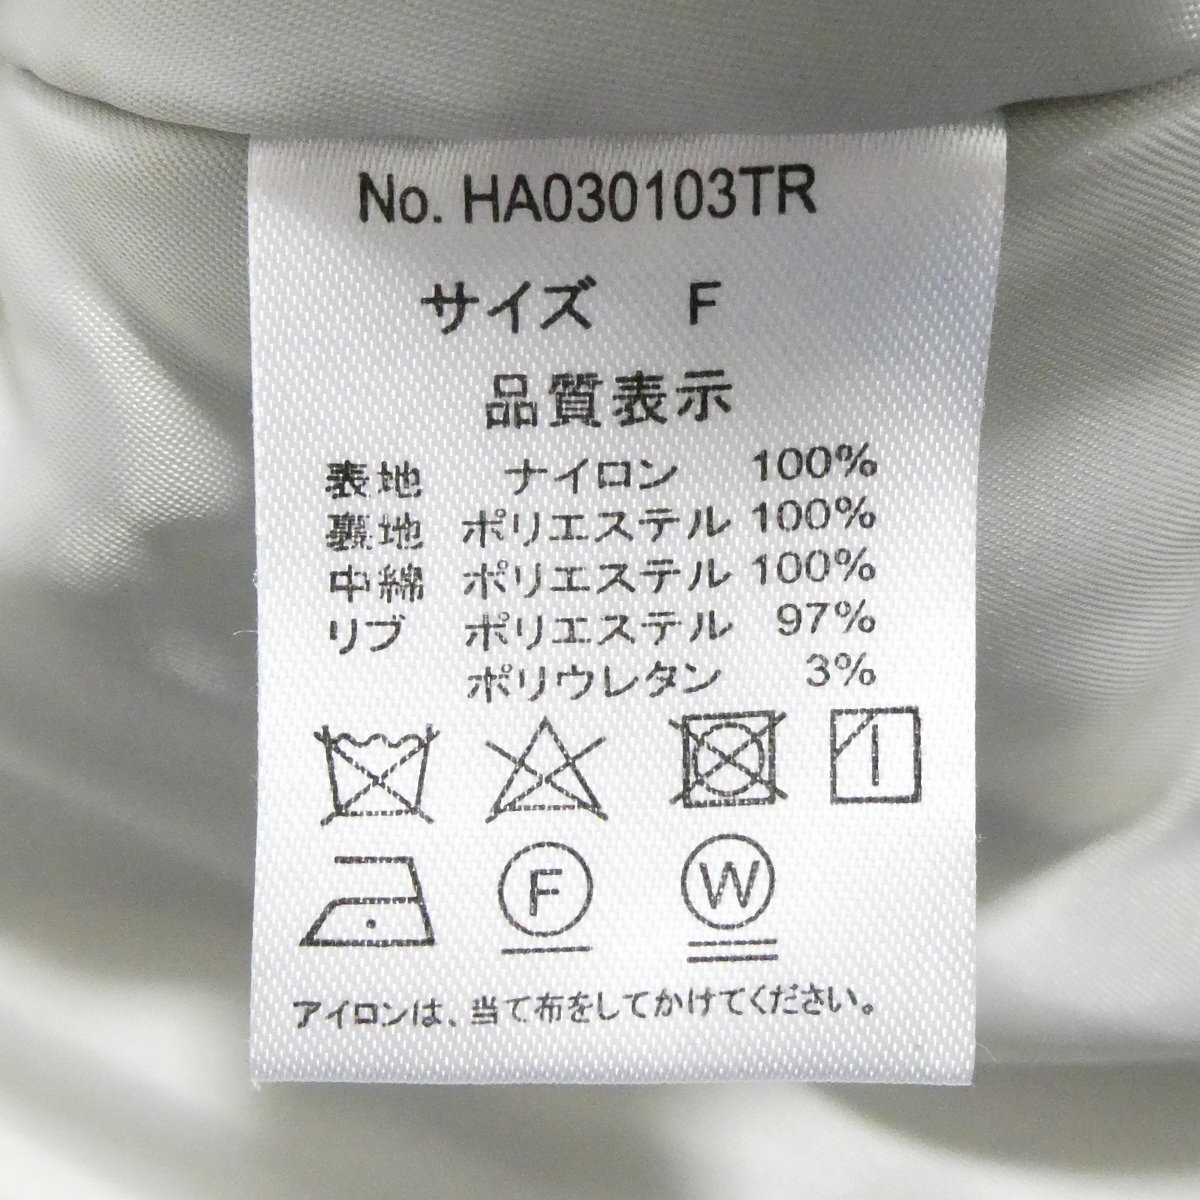 No. HA030103TR
サイズ F
品質表示
表地 ナイロン 100%
裏地 ポリエステル 100%
中綿 ポリエステル 100%
リブ ポリエステル 97%
ポリウレタン 3%
F W
アイロンは、当て布をしてかけてください。